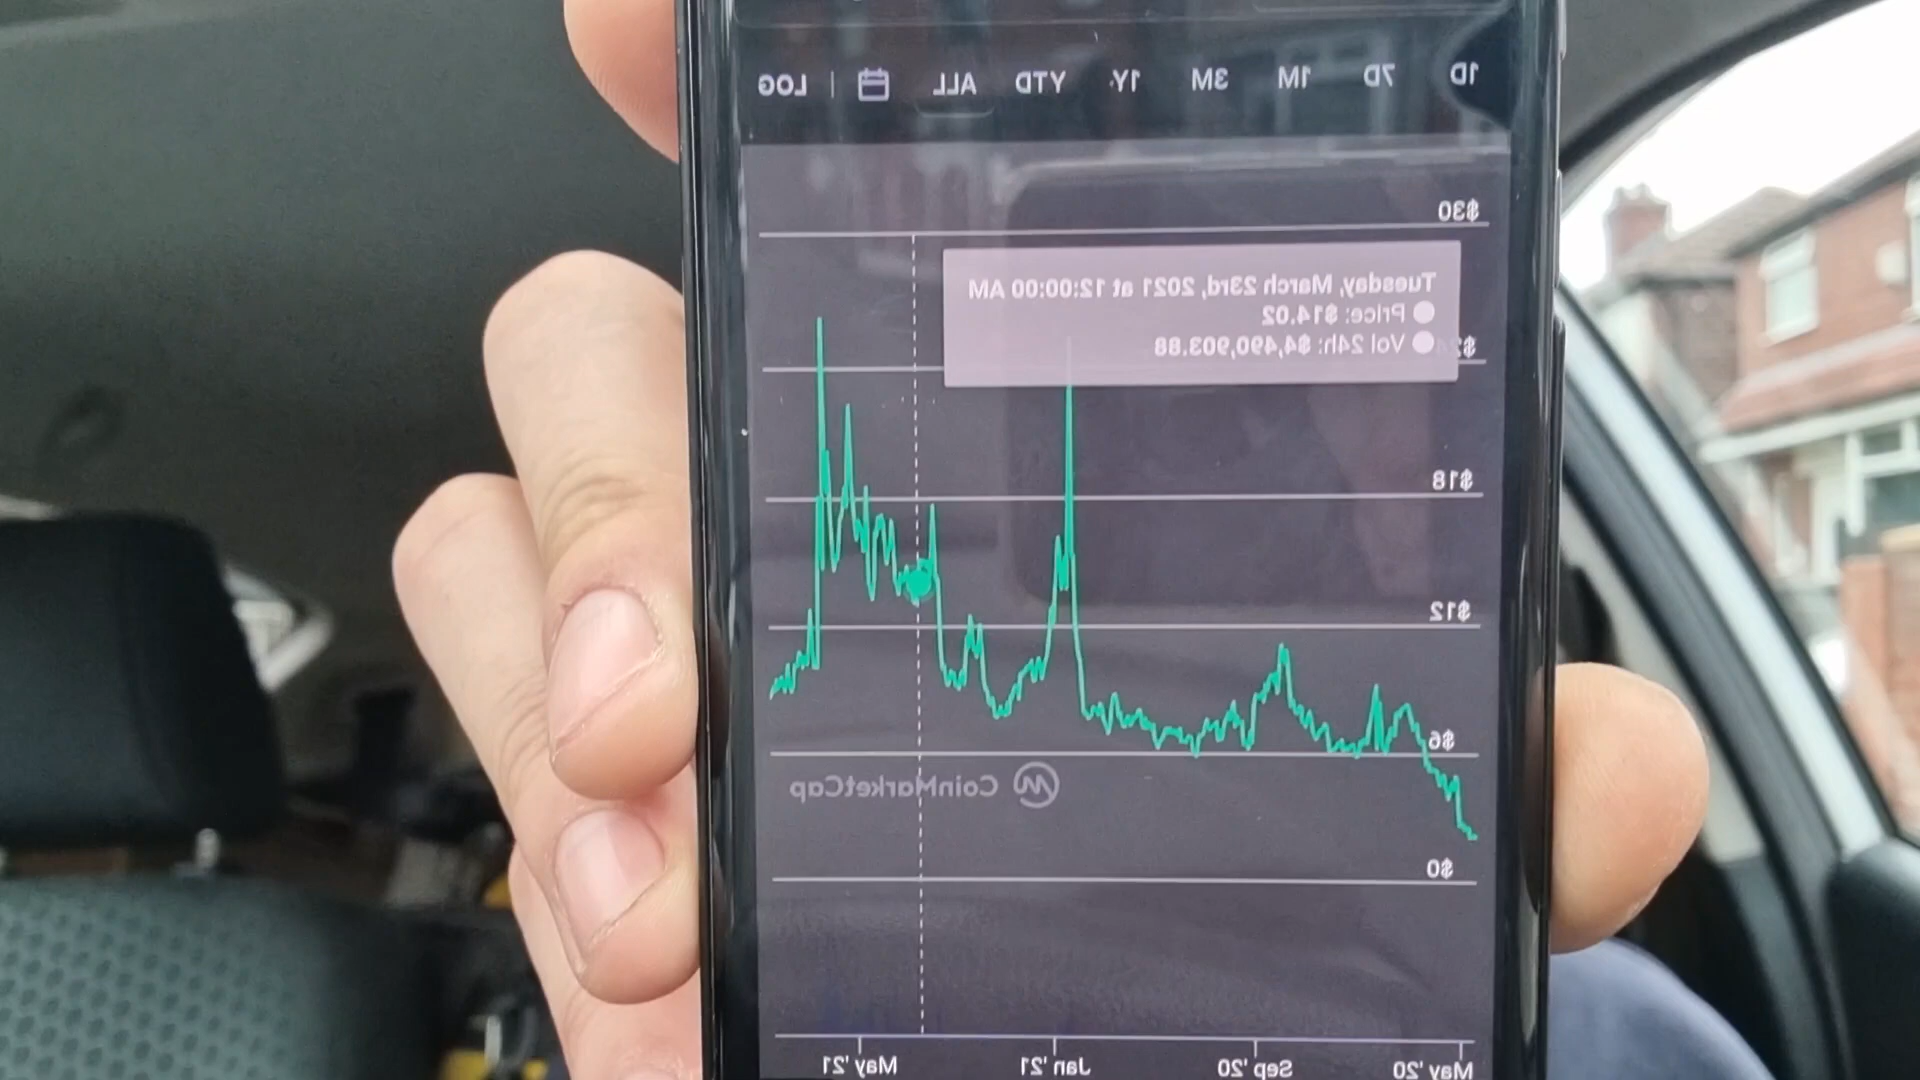 1D 7D 1M 3M 1Y YTD ALL LOG
$30
Tuesday, March 23rd, 2021 at 12:00:00 AM
Price: $14.02
Vol 24h: $4,490,903.88
$18
$12
$6
CoinMarketCap
$0
May '20 Sep '20 Jan '21 May '21